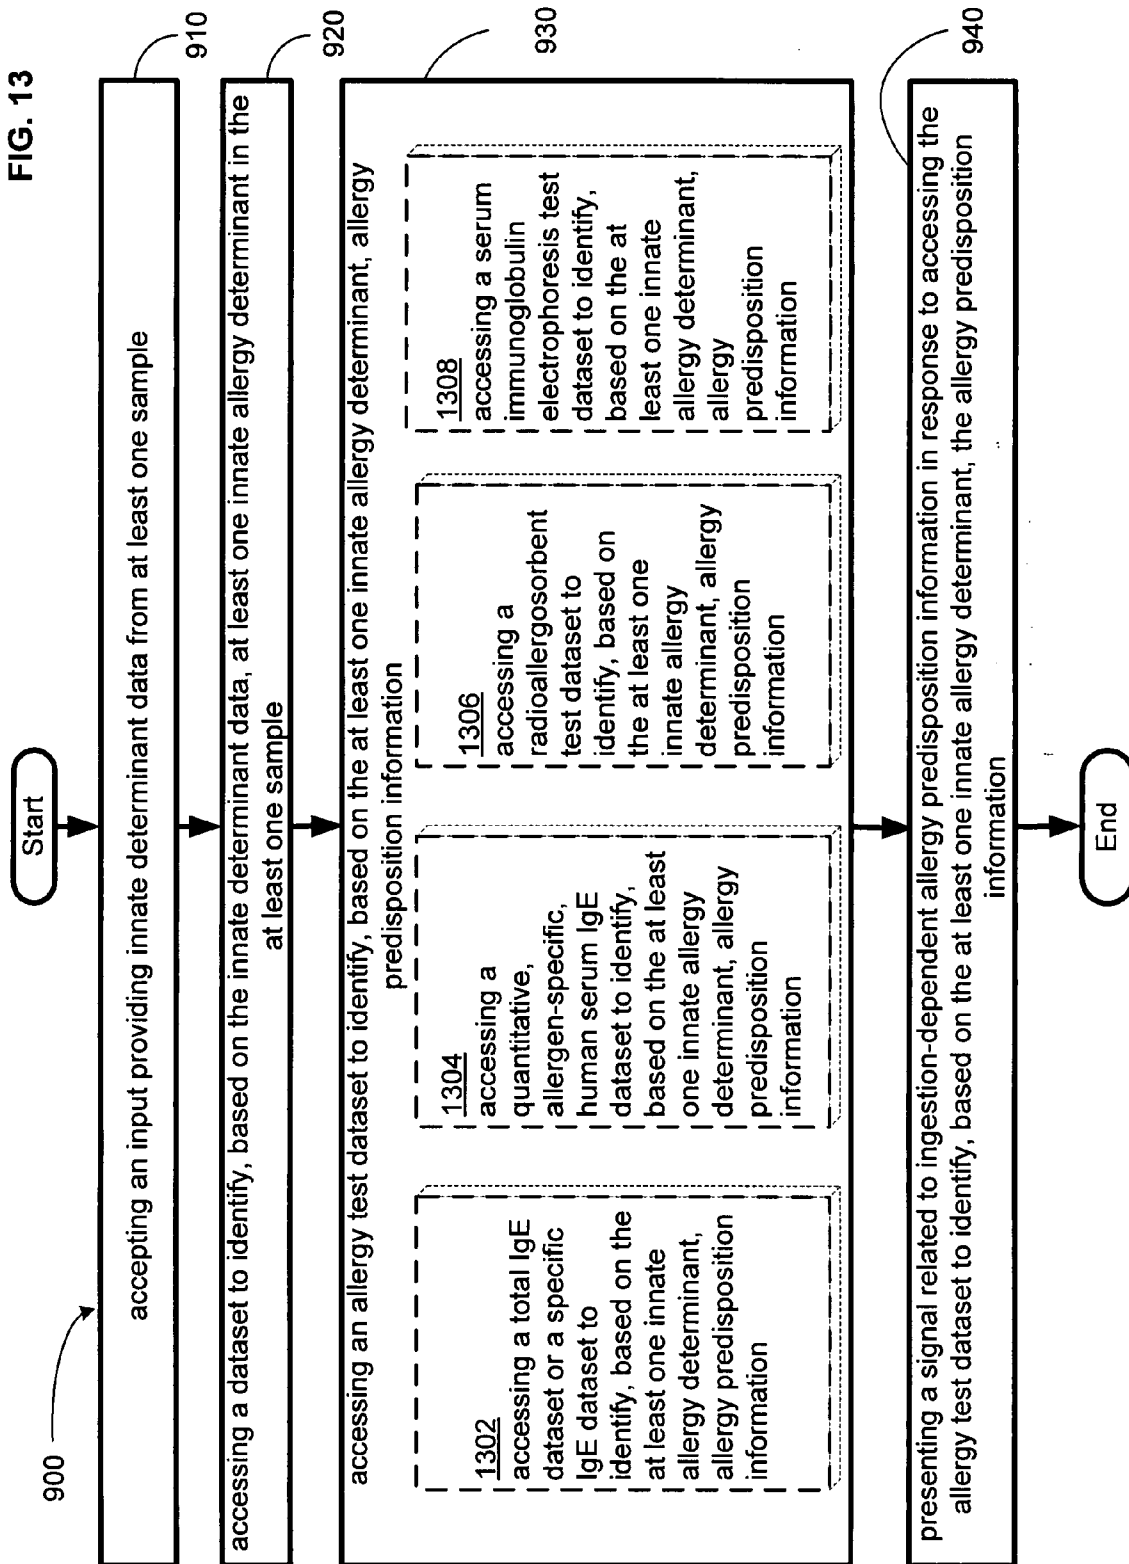 FIG. 13
900
Start
910
accepting an input providing innate determinant data from at least one sample
920
accessing a dataset to identify, based on the innate determinant data, at least one innate allergy determinant in the
at least one sample
930
accessing an allergy test dataset to identify, based on the at least one innate allergy determinant, allergy
predisposition information
1302
accessing a total IgE
dataset or a specific
IgE dataset to
identify, based on the
at least one innate
allergy determinant,
allergy predisposition
information
1304
accessing a
quantitative,
allergen-specific,
human serum IgE
dataset to identify,
based on the at least
one innate allergy
determinant, allergy
predisposition
information
1306
accessing a
radioallergosorbent
test dataset to
identify, based on
the at least one
innate allergy
determinant, allergy
predisposition
information
1308
accessing a serum
immunoglobulin
electrophoresis test
dataset to identify,
based on the at
least one innate
allergy determinant,
allergy
predisposition
information
940
presenting a signal related to ingestion-dependent allergy predisposition information in response to accessing the
allergy test dataset to identify, based on the at least one innate allergy determinant, the allergy predisposition
information
End